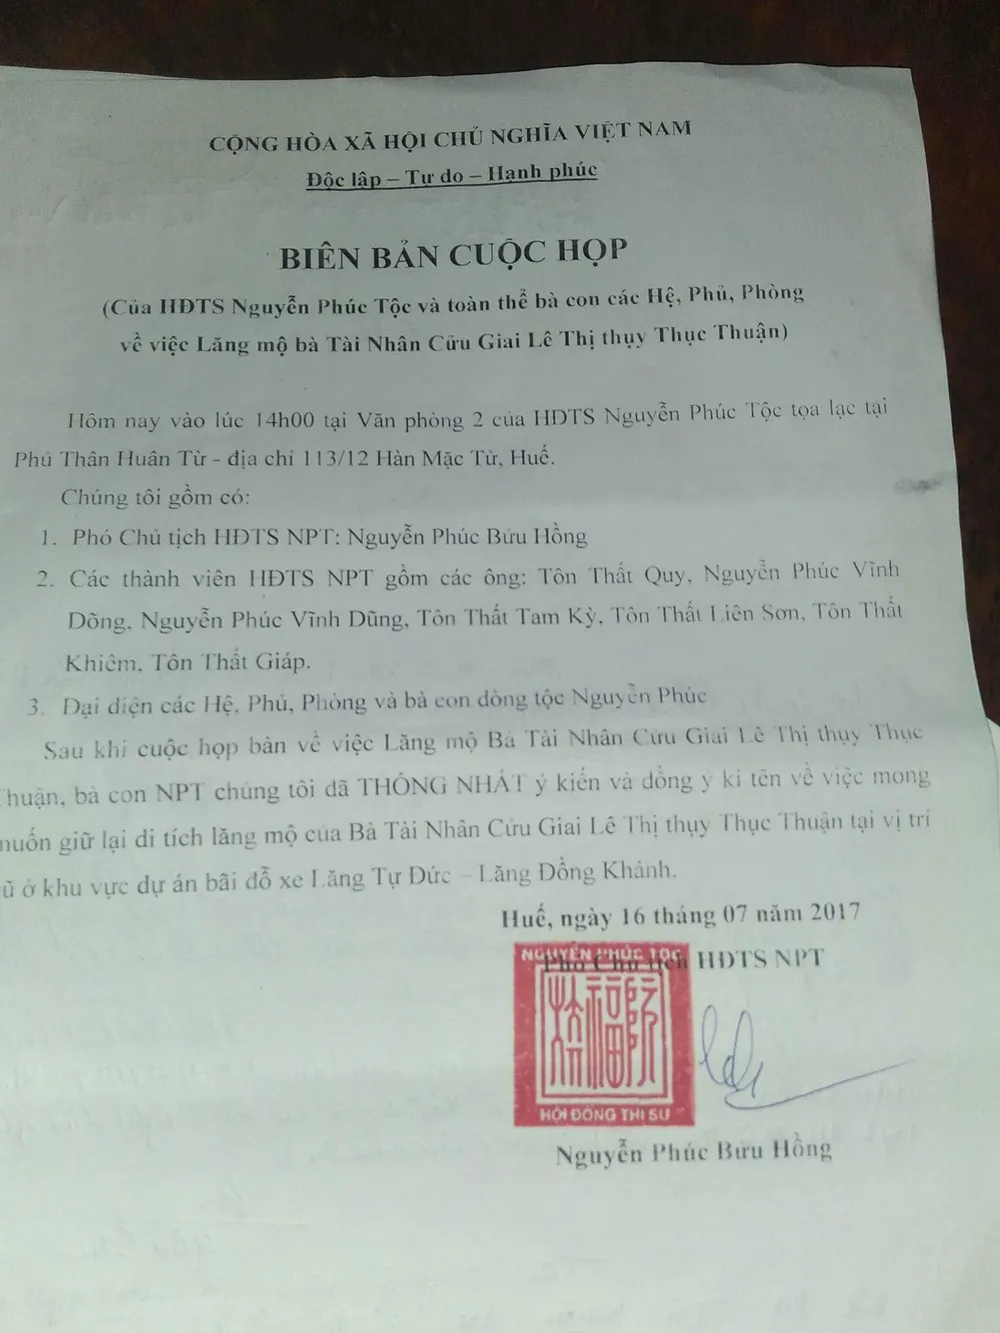 CỘNG HÒA XÃ HỘI CHỦ NGHĨA VIỆT NAM
Độc lập – Tự do – Hạnh phúc
BIÊN BẢN CUỘC HỌP
(Của HĐTS Nguyễn Phúc Tộc và toàn thể bà con các Hệ, Phủ, Phòng
về việc Lăng mộ bà Tài Nhân Cửu Giai Lê Thị thụy Thục Thuận)
Hôm nay vào lúc 14h00 tại Văn phòng 2 của HĐTS Nguyễn Phúc Tộc tọa lạc tại
Phủ Thân Huân Từ - địa chỉ 113/12 Hàn Mặc Tử, Huế.
Chúng tôi gồm có:
1. Phó Chủ tịch HĐTS NPT: Nguyễn Phúc Bửu Hồng
2. Các thành viên HĐTS NPT gồm các ông: Tôn Thất Quy, Nguyễn Phúc Vĩnh
Dõng, Nguyễn Phúc Vĩnh Dũng, Tôn Thất Tam Kỳ, Tôn Thất Liên Sơn, Tôn Thất
Khiêm, Tôn Thất Giáp.
3. Đại diện các Hệ, Phủ, Phòng và bà con dòng tộc Nguyễn Phúc
Sau khi cuộc họp bàn về việc Lăng mộ Bà Tài Nhân Cửu Giai Lê Thị thụy Thục
Thuận, bà con NPT chúng tôi đã THỐNG NHẤT ý kiến và đồng ý kí tên về việc mong
muốn giữ lại di tích lăng mộ của Bà Tài Nhân Cửu Giai Lê Thị thụy Thục Thuận tại vị trí
cũ ở khu vực dự án bãi đỗ xe Lăng Tự Đức – Lăng Đồng Khánh.
Huế, ngày 16 tháng 07 năm 2017
Phó Chủ tịch HĐTS NPT
NGUYỄN PHÚC TỘC
HỘI ĐỒNG THỊ SỰ
Nguyễn Phúc Bửu Hồng